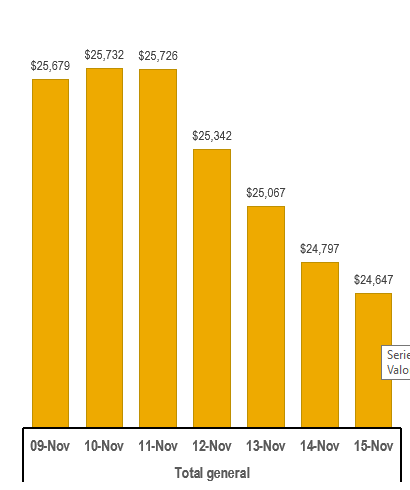 $25,679
$25,732
$25,726
$25,342
$25,067
$24,797
$24,647
Serie
Valo
09-Nov 10-Nov 11-Nov 12-Nov 13-Nov 14-Nov 15-Nov
Total general